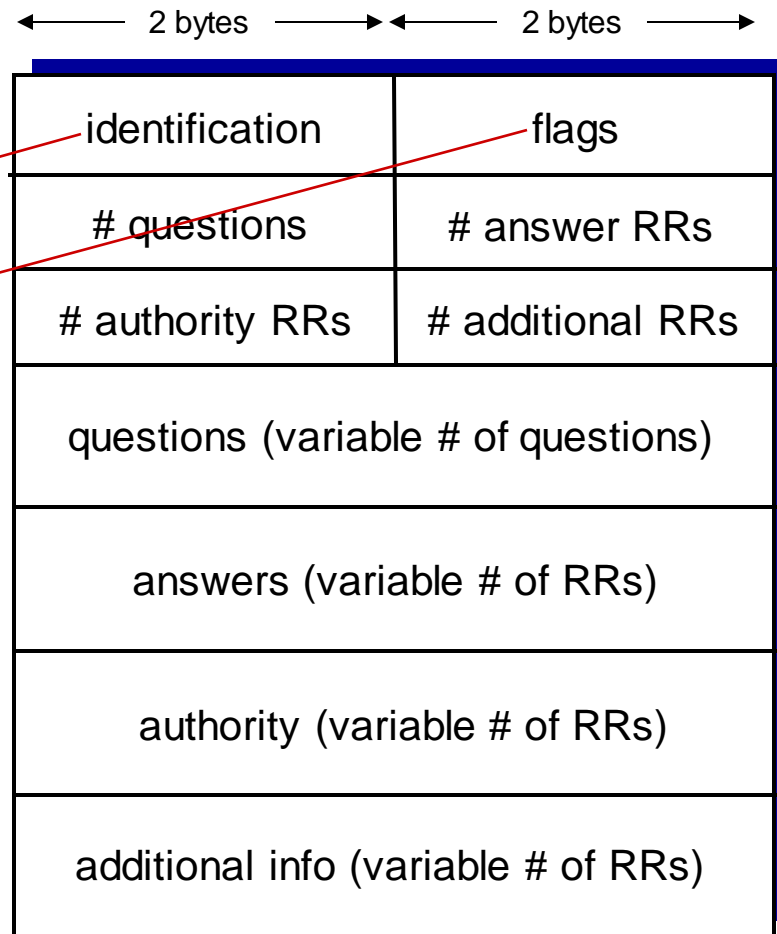 2 bytes 2 bytes
identification flags
# questions # answer RRs
# authority RRs # additional RRs
questions (variable # of questions)
answers (variable # of RRs)
authority (variable # of RRs)
additional info (variable # of RRs)